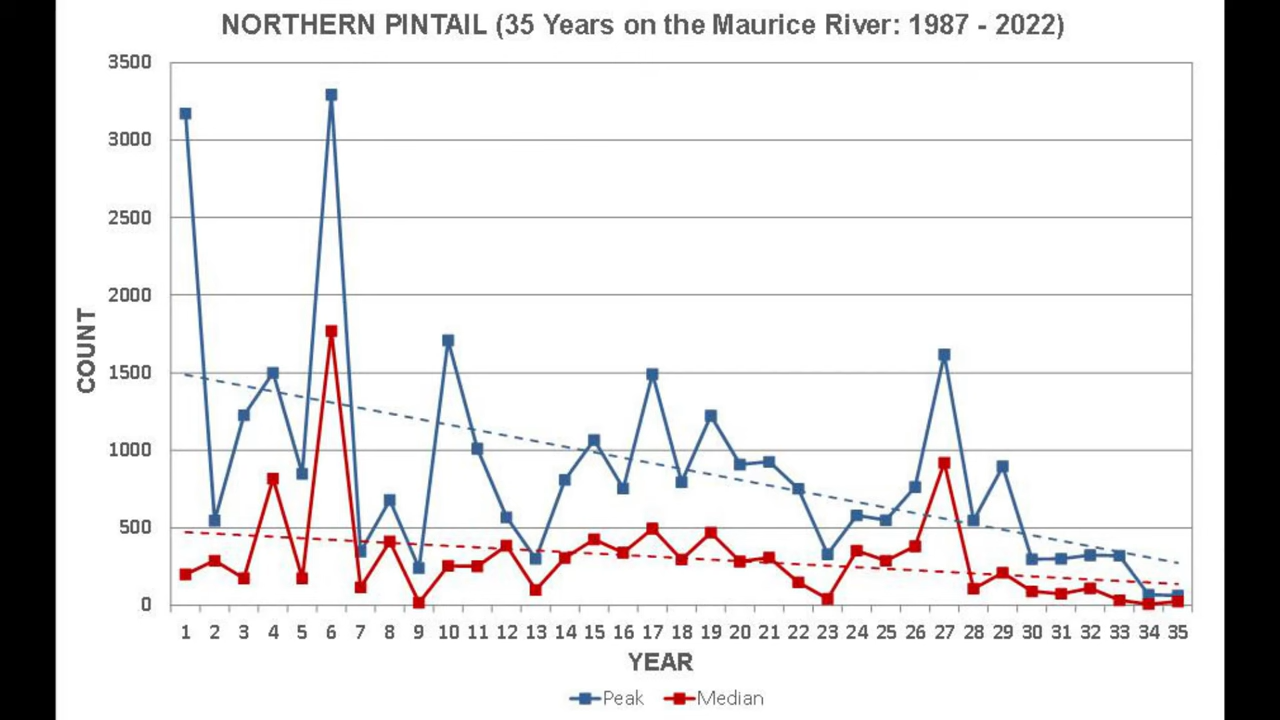 NORTHERN PINTAIL (35 Years on the Maurice River: 1987 - 2022)
3500
3000
2500
2000
1500
1000
500
0
COUNT
1 2 3 4 5 6 7 8 9 10 11 12 13 14 15 16 17 18 19 20 21 22 23 24 25 26 27 28 29 30 31 32 33 34 35
YEAR
Peak Median